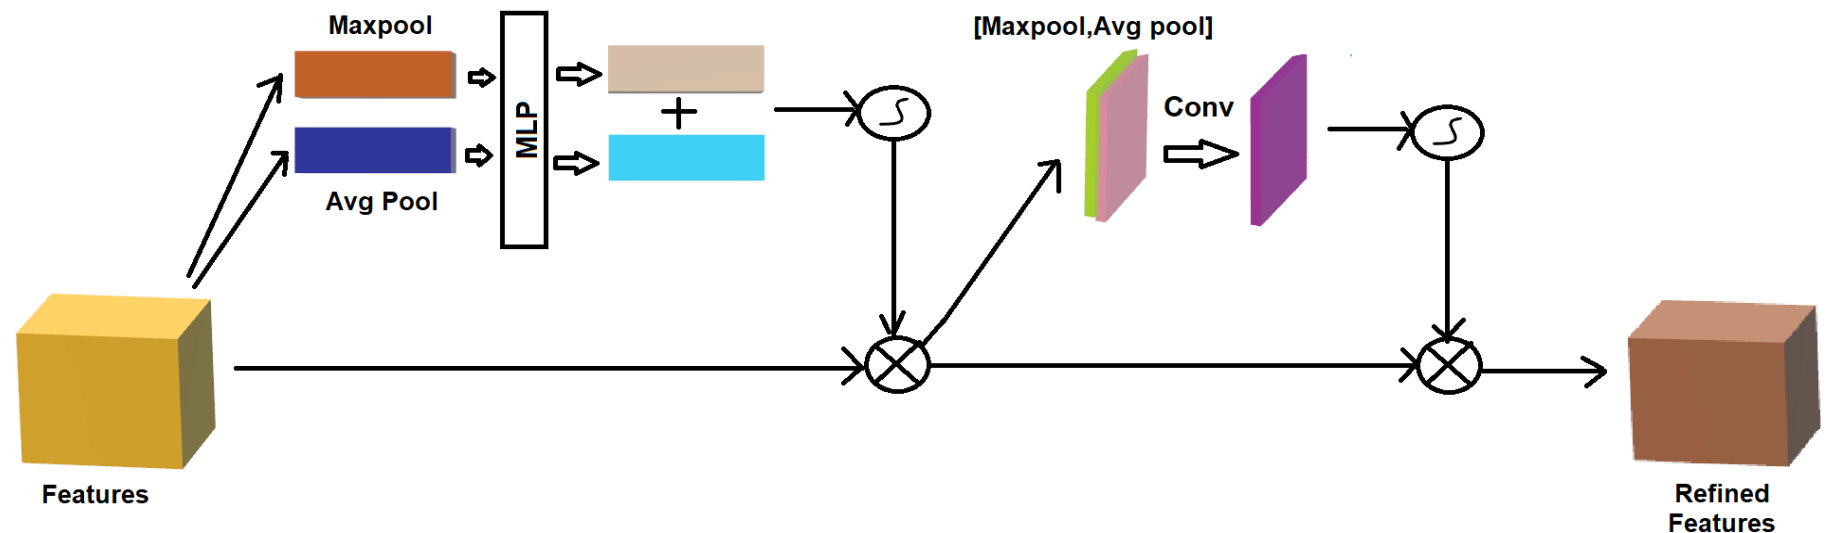 Maxpool
MLP
Avg Pool
+
[Maxpool,Avg pool]
Conv
Features
Refined
Features